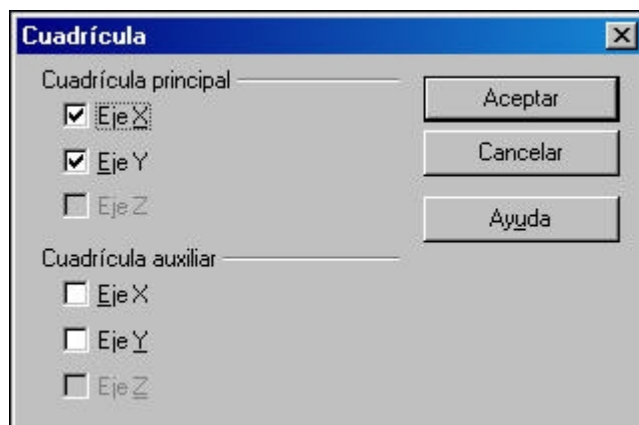 Cuadrícula
Cuadrícula principal
Eje X
Eje Y
Eje Z
Cuadrícula auxiliar
Eje X
Eje Y
Eje Z
Aceptar
Cancelar
Ayuda